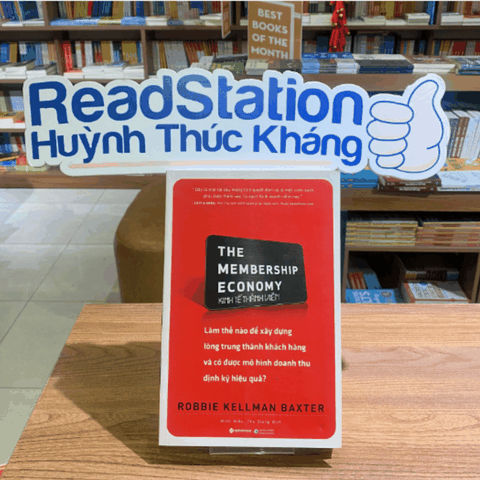 BEST
BOOKS
OF THE
MONTH
ReadStation
Huỳnh Thúc Kháng
THE
MEMBERSHIP
ECONOMY
KINH TẾ THÀNH VIÊN
Làm thế nào để xây dựng
lòng trung thành khách hàng
và có được mô hình doanh thu
định kỳ hiệu quả?
ROBBIE KELLMAN BAXTER